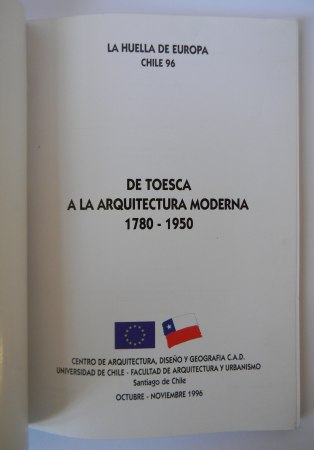 LA HUELLA DE EUROPA
CHILE 96
DE TOESCA
A LA ARQUITECTURA MODERNA
1780 - 1950
CENTRO DE ARQUITECTURA, DISEÑO Y GEOGRAFIA C.A.D.
UNIVERSIDAD DE CHILE - FACULTAD DE ARQUITECTURA Y URBANISMO
Santiago de Chile
OCTUBRE - NOVIEMBRE 1996